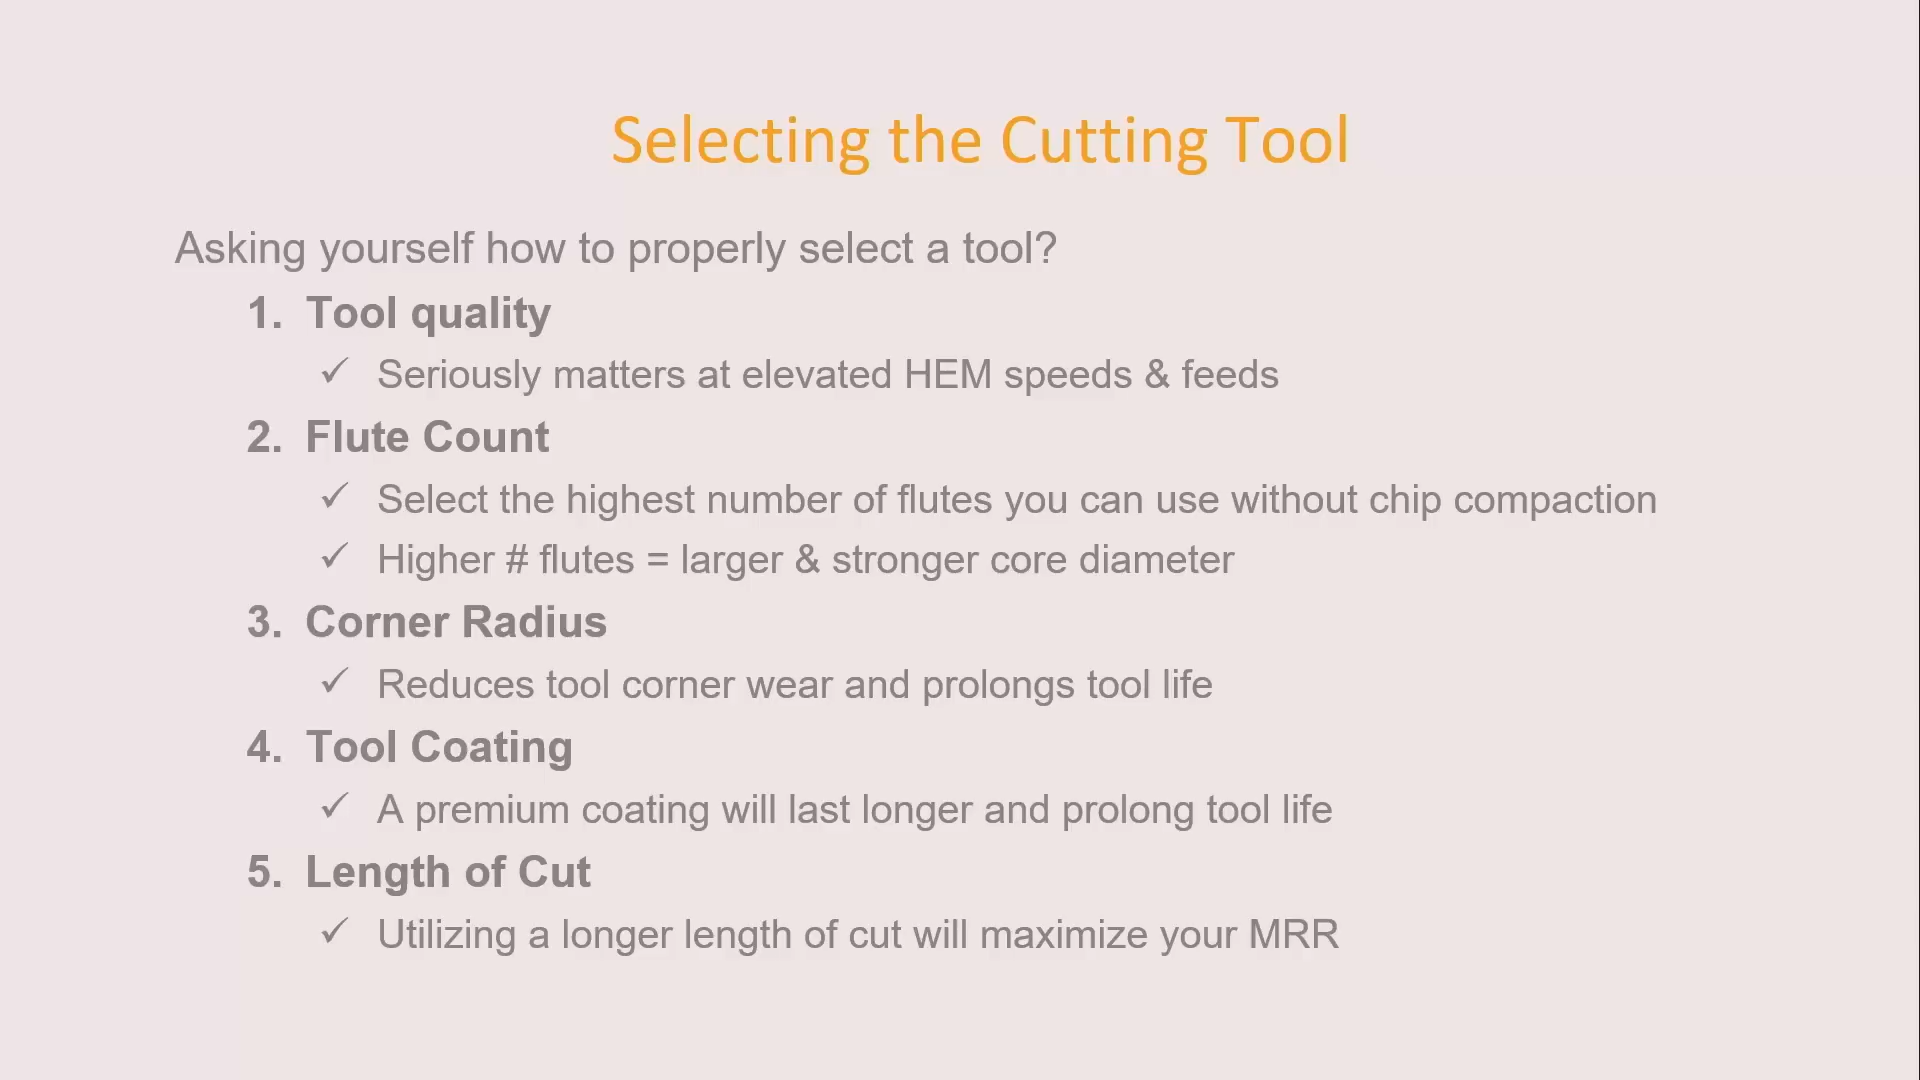 Selecting the Cutting Tool
Asking yourself how to properly select a tool?
1. Tool quality
✓ Seriously matters at elevated HEM speeds & feeds
2. Flute Count
✓ Select the highest number of flutes you can use without chip compaction
✓ Higher # flutes = larger & stronger core diameter
3. Corner Radius
✓ Reduces tool corner wear and prolongs tool life
4. Tool Coating
✓ A premium coating will last longer and prolong tool life
5. Length of Cut
✓ Utilizing a longer length of cut will maximize your MRR